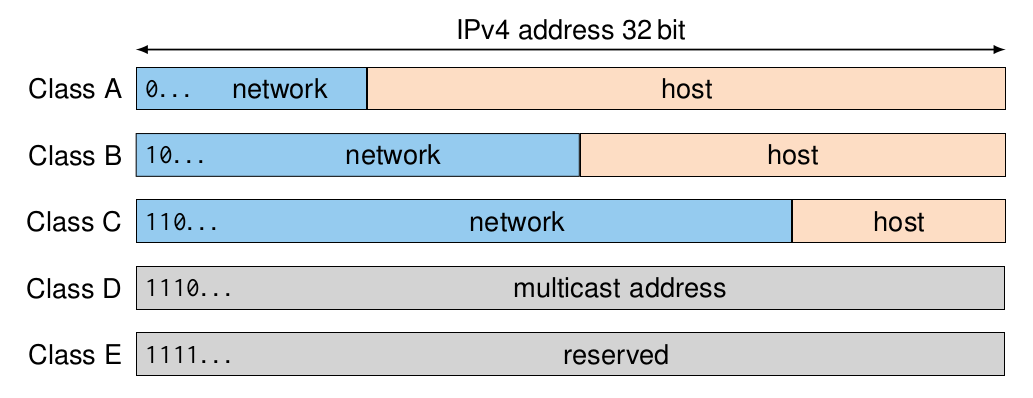 IPv4 address 32 bit
Class A 0... network host
Class B 10... network host
Class C 110... network host
Class D 1110... multicast address
Class E 1111... reserved